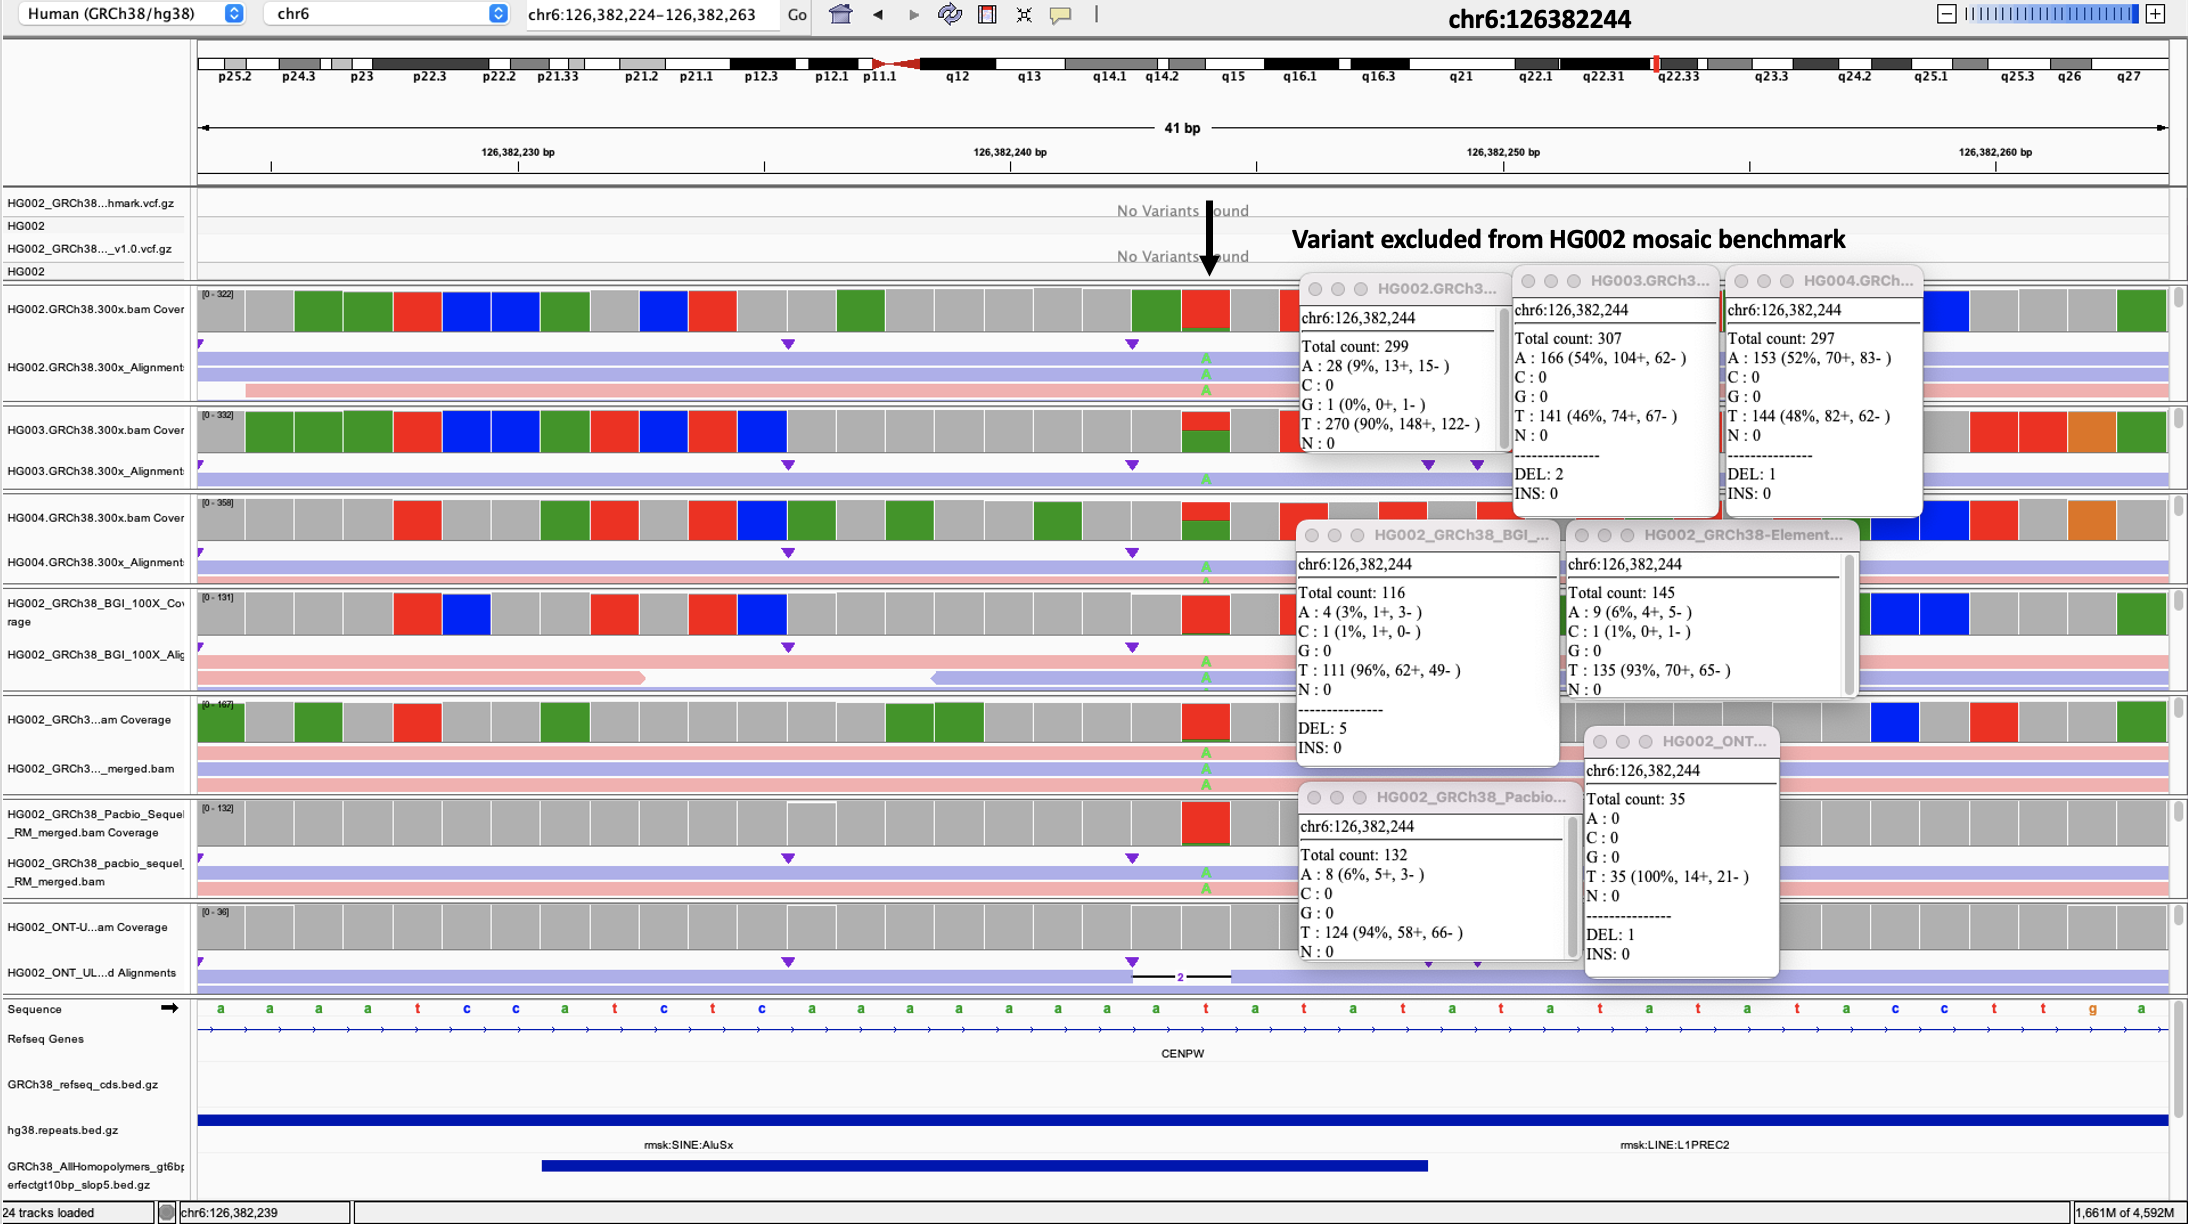 Human (GRCh38/hg38) chr6 chr6:126,382,224-126,382,263 Go chr6:126382244
p25.2 p24.3 p23 p22.3 p22.2 p21.33 p21.2 p21.1 p12.3 p12.1 p11.1 q12 q13 q14.1 q14.2 q15 q16.1 q16.3 q21 q22.1 q22.31 q22.33 q23.3 q24.2 q25.1 q25.3 q26 q27
41 bp
126,382,230 bp 126,382,240 bp 126,382,250 bp 126,382,260 bp
HG002_GRCh38...hmark.vcf.gz
No Variants ound
HG002
Variant excluded from HG002 mosaic benchmark
HG002_GRCh38..._v1.0.vcf.gz
No Variants ound
HG002
HG002.GRCh38.300x.bam Cover
[0 - 322]
HG002.GRCh38.300x_Alignment
A
A
A
HG003.GRCh38.300x.bam Cover
[0 - 332]
HG003.GRCh38.300x_Alignment
A
HG004.GRCh38.300x.bam Cover
[0 - 358]
HG004.GRCh38.300x_Alignment
A
HG002_GRCh38_BGI_100X_Cov
rage
[0 - 131]
HG002_GRCh38_BGI_100X_Alig
A
A
HG002_GRCh3...am Coverage
[0 - 167]
HG002_GRCh3..._merged.bam
A
A
A
HG002_GRCh38_Pacbio_Sequel
_RM_merged.bam Coverage
[0 - 132]
HG002_GRCh38_pacbio_sequel_
_RM_merged.bam
A
A
HG002_ONT-U...am Coverage
[0 - 36]
HG002_ONT_UL...d Alignments
2
HG002.GRCh3...
chr6:126,382,244
Total count: 299
A : 28 (9%, 13+, 15- )
C : 0
G : 1 (0%, 0+, 1- )
T : 270 (90%, 148+, 122- )
N : 0
HG003.GRCh3...
chr6:126,382,244
Total count: 307
A : 166 (54%, 104+, 62- )
C : 0
G : 0
T : 141 (46%, 74+, 67- )
N : 0
---------------
DEL: 2
INS: 0
HG004.GRCh...
chr6:126,382,244
Total count: 297
A : 153 (52%, 70+, 83- )
C : 0
G : 0
T : 144 (48%, 82+, 62- )
N : 0
---------------
DEL: 1
INS: 0
HG002_GRCh38_BGI_...
chr6:126,382,244
Total count: 116
A : 4 (3%, 1+, 3- )
C : 1 (1%, 1+, 0- )
G : 0
T : 111 (96%, 62+, 49- )
N : 0
---------------
DEL: 5
INS: 0
HG002_GRCh38-Element...
chr6:126,382,244
Total count: 145
A : 9 (6%, 4+, 5- )
C : 1 (1%, 0+, 1- )
G : 0
T : 135 (93%, 70+, 65- )
N : 0
HG002_GRCh38_Pacbio...
chr6:126,382,244
Total count: 132
A : 8 (6%, 5+, 3- )
C : 0
G : 0
T : 124 (94%, 58+, 66- )
N : 0
HG002_ONT...
chr6:126,382,244
Total count: 35
A : 0
C : 0
G : 0
T : 35 (100%, 14+, 21- )
N : 0
---------------
DEL: 1
INS: 0
Sequence a a a a t c c a t c t c a a a a a a a a t a t a t a t a t a t a t a c c t t g a
Refseq Genes
CENPW
GRCh38_refseq_cds.bed.gz
hg38.repeats.bed.gz
rmsk:SINE:AluSx rmsk:LINE:L1PREC2
GRCh38_AllHomopolymers_gt6bp
erfectgt10bp_slop5.bed.gz
24 tracks loaded chr6:126,382,239 1,661M of 4,592M